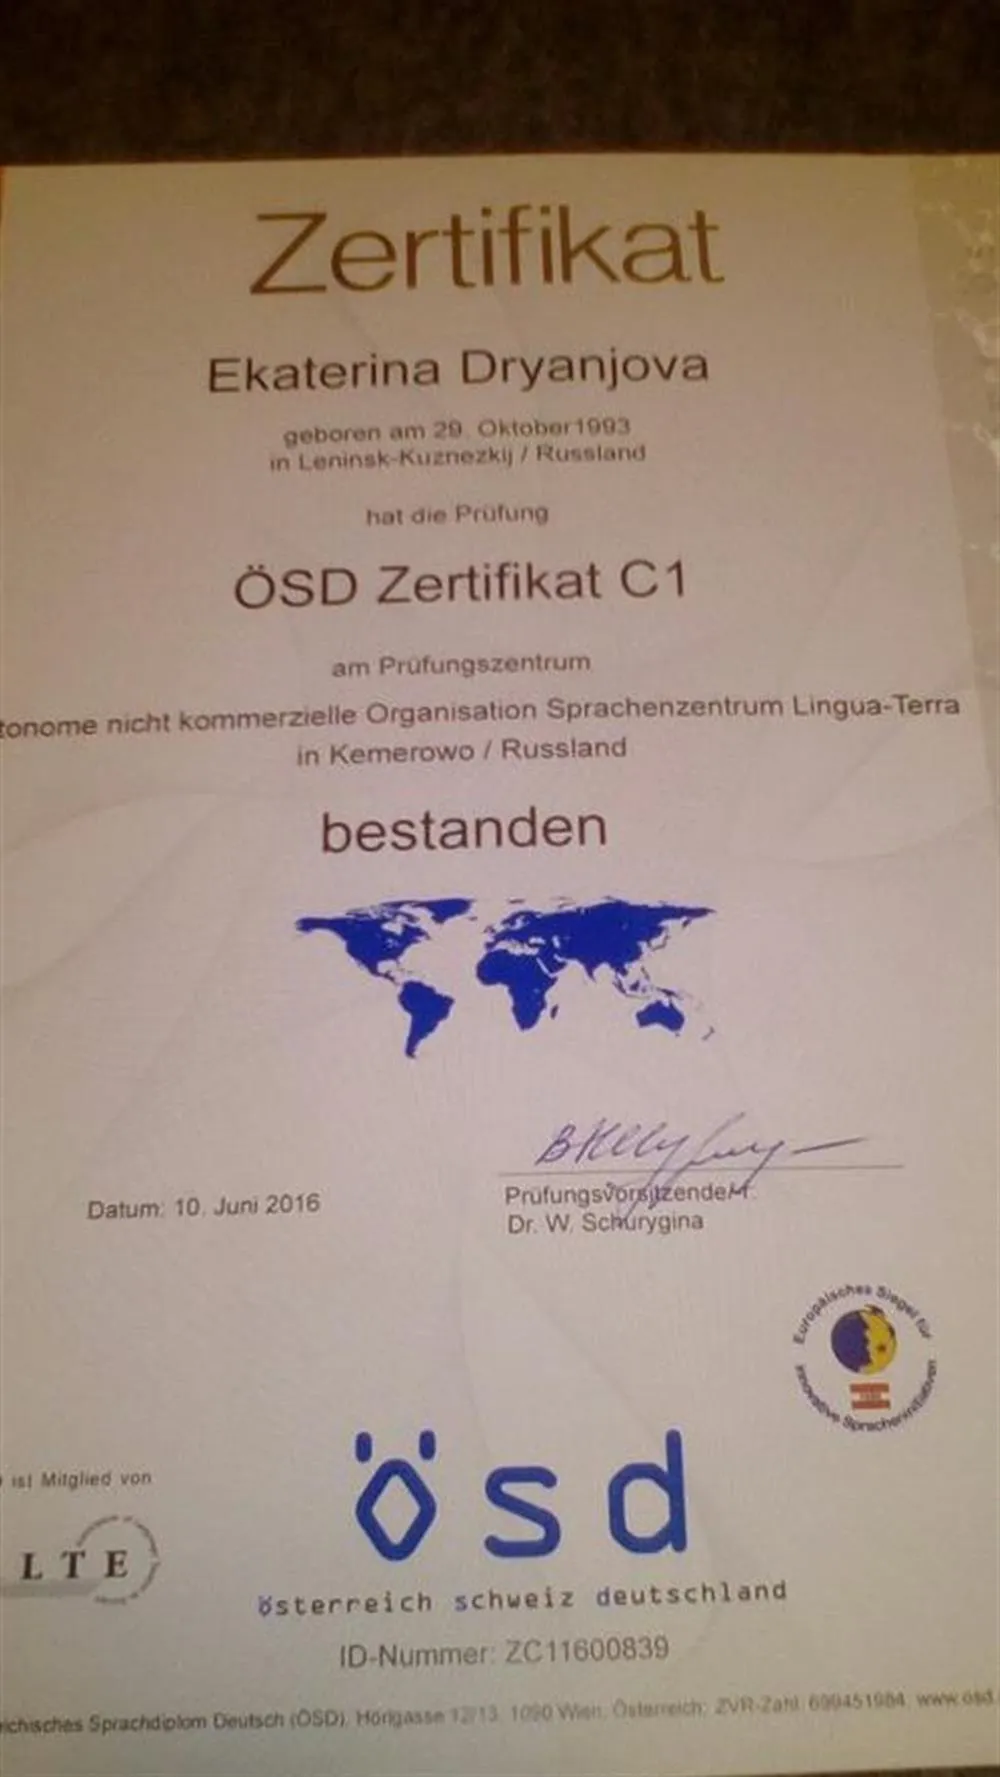 Zertifikat
Ekaterina Dryanjova
geboren am 29. Oktober1993
in Leninsk-Kuznezkij / Russland
hat die Prüfung
ÖSD Zertifikat C1
am Prüfungszentrum
tonome nicht kommerzielle Organisation Sprachenzentrum Lingua-Terra
in Kemerowo / Russland
bestanden
Datum: 10. Juni 2016
Prüfungsvorsitzende/r:
Dr. W. Schurygina
Europäisches Siegel für
innovative Spracheninitiativen
ist Mitglied von
L T E
ösd
österreich schweiz deutschland
ID-Nummer: ZC11600839
ichisches Sprachdiplom Deutsch (ÖSD), Hörlgasse 12/13, 1090 Wien, Österreich; ZVR-Zahl: 699451984 www.osd.